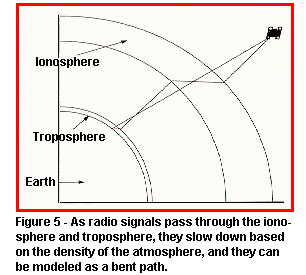 Ionosphere
Troposphere
Earth
Figure 5 - As radio signals pass through the iono-
sphere and troposphere, they slow down based
on the density of the atmosphere, and they can
be modeled as a bent path.